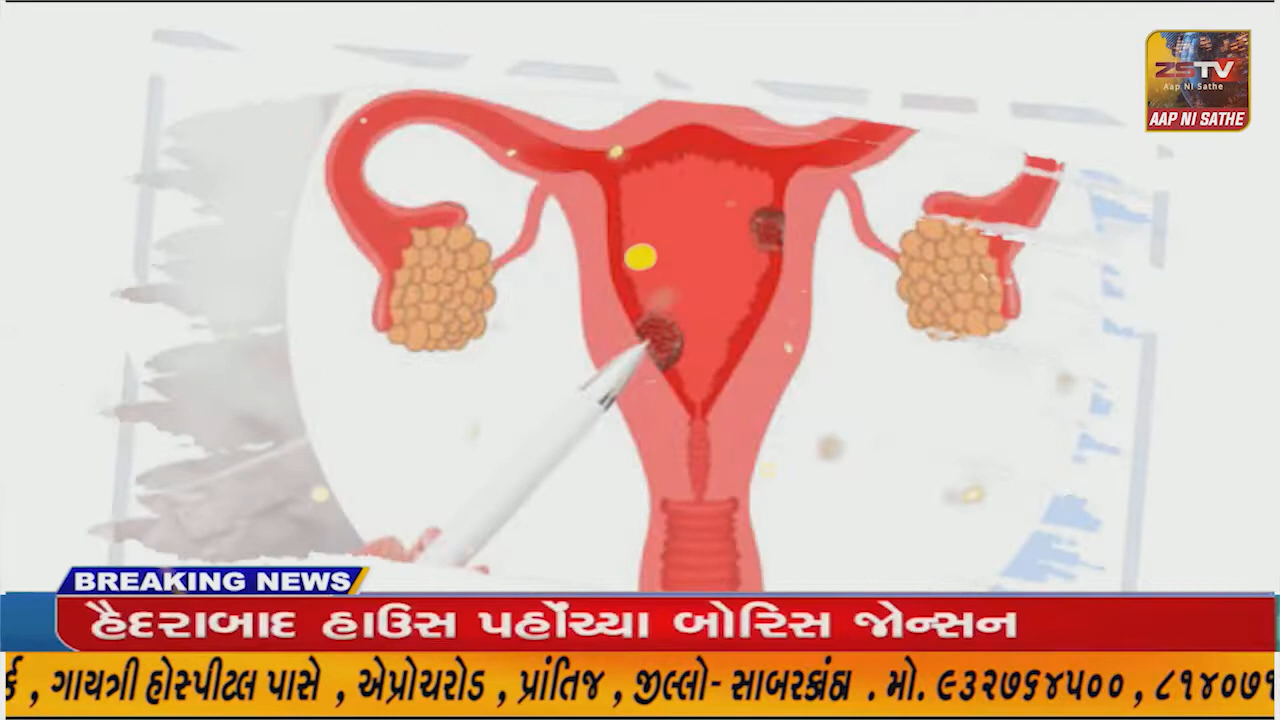 ZSTV
Aap Ni Sathe
AAP NI SATHE
BREAKING NEWS
હૈદરાબાદ હાઉસ પહોંચ્યા બોરિસ જોન્સન
, ગાયત્રી હોસ્પીટલ પાસે , એપ્રોચરોડ , પ્રાંતિજ , જીલ્લો- સાબરકાંઠા . મો. ૯૩૨૭૬૪૫૦૦ , ૮૧૪૦૭૧